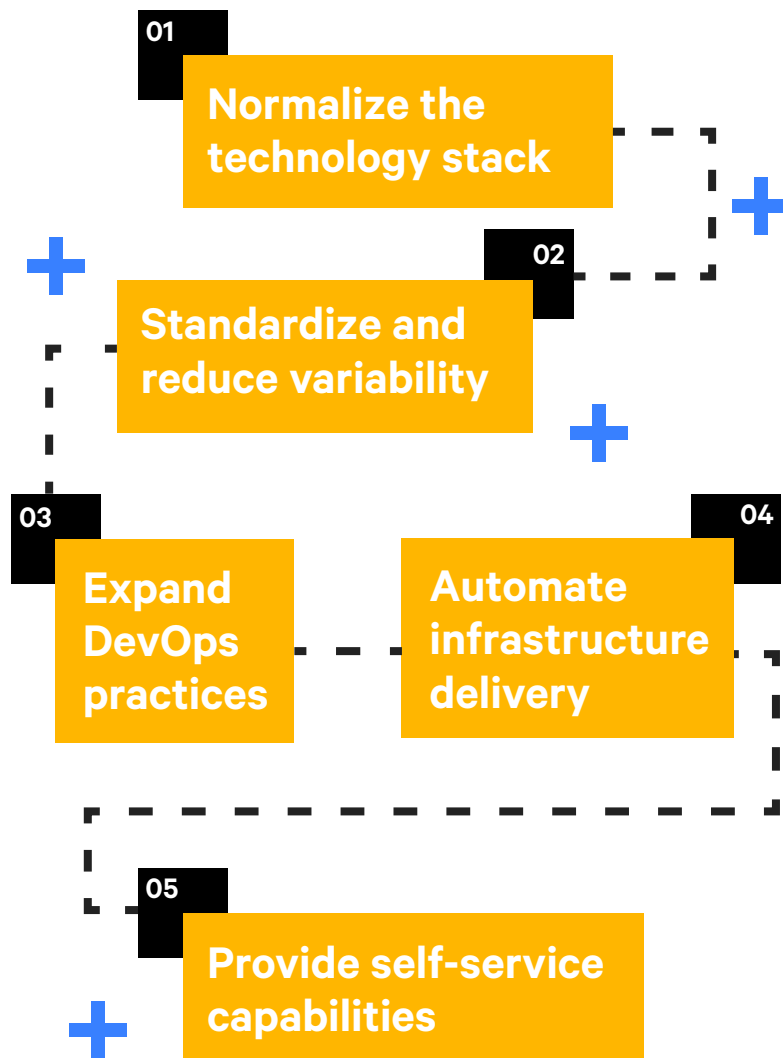 01
Normalize the
technology stack
02
Standardize and
reduce variability
03
Expand
DevOps
practices
04
Automate
infrastructure
delivery
05
Provide self-service
capabilities